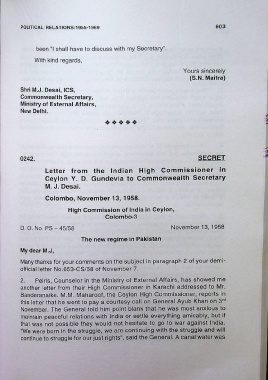 POLITICAL RELATIONS:1955-1959 603
been "I shall have to discuss with my Secretary".
With kind regards,
Yours sincerely
(S.N. Maitre)
Shri M.J. Desai, ICS,
Commonwealth Secretary,
Ministry of External Affairs,
New Delhi.
0242. SECRET
Letter from the Indian High Commissioner in
Ceylon Y. D. Gundevia to Commonwealth Secretary
M. J. Desai.
Colombo, November 13, 1958.
High Commission of India in Ceylon,
Colombo-3
D. O. No. PS – 45/58 November 13, 1958
The new regime in Pakistan
My dear M.J,
Many thanks for your comments on the subject in paragraph 2 of your demi-
official letter No.653-CS/58 of November 7.
2. Peiris, Counsellor in the Ministry of External Affairs, has showed me
another letter from their High Commissioner in Karachi addressed to Mr.
Bandaranaike. M.M. Maharoof, the Ceylon High Commissioner, reports in
this letter that he went to pay a courtesy call on General Ayub Khan on 3rd
November. The General told him point blank that he was most anxious to
maintain peaceful relations with India or settle everything amicably, but if
that was not possible they would not hesitate to go to war against India.
"We were born in the struggle, we are continuing with the struggle and will
continue to struggle for our just rights", said the General. A canal water was